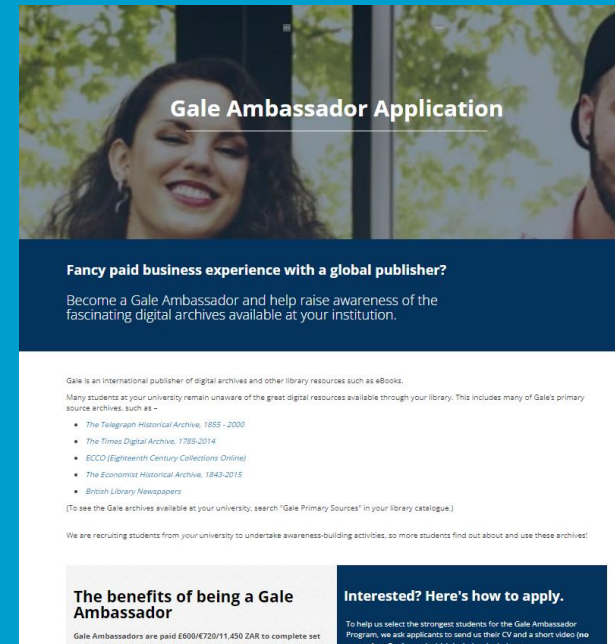 Gale Ambassador Application
Fancy paid business experience with a global publisher?
Become a Gale Ambassador and help raise awareness of the
fascinating digital archives available at your institution.
Gale is an international publisher of digital archives and other library resources such as eBooks.
Many students at your university remain unaware of the great digital resources available through your library. This includes many of Gale's primary
source archives, such as –
• The Telegraph Historical Archive, 1855 - 2000
• The Times Digital Archive, 1785-2014
• ECCO (Eighteenth Century Collections Online)
• The Economist Historical Archive, 1843-2015
• British Library Newspapers
(To see the Gale archives available at your university, search "Gale Primary Sources" in your library catalogue.)
We are recruiting students from your university to undertake awareness-building activities, so more students find out about and use these archives!
The benefits of being a Gale
Ambassador
Gale Ambassadors are paid £600/€720/11,450 ZAR to complete set
Interested? Here's how to apply.
To help us select the strongest students for the Gale Ambassador
Program, we ask applicants to send us their CV and a short video (no